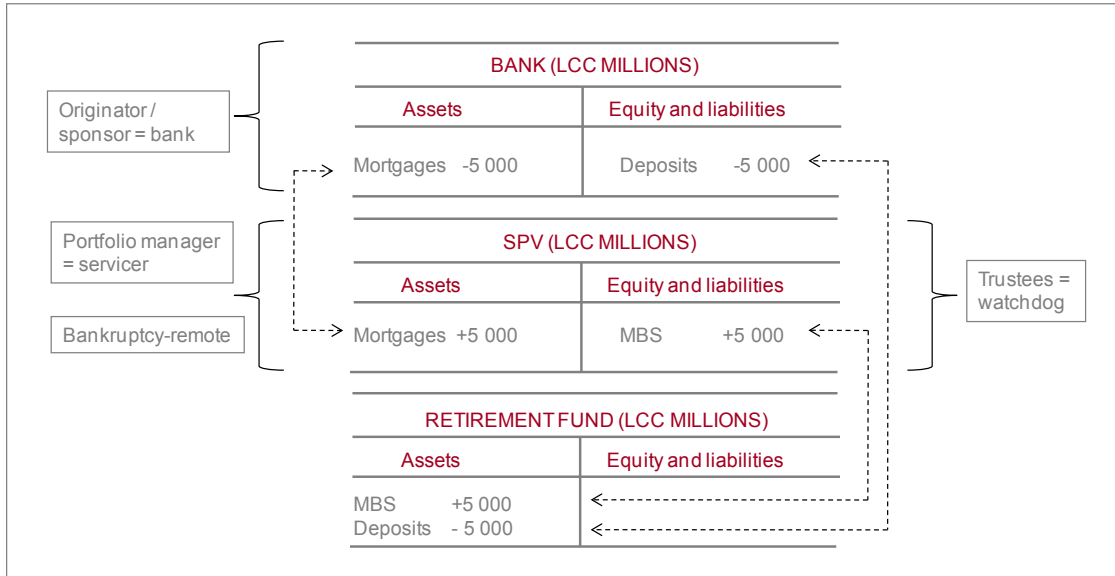 BANK (LCC MILLIONS)
Assets Equity and liabilities
Originator /
sponsor = bank
Mortgages -5 000 Deposits -5 000
Portfolio manager
= servicer
Bankruptcy-remote
SPV (LCC MILLIONS)
Assets Equity and liabilities
Mortgages +5 000 MBS +5 000
Trustees =
watchdog
RETIREMENT FUND (LCC MILLIONS)
Assets Equity and liabilities
MBS +5 000
Deposits - 5 000